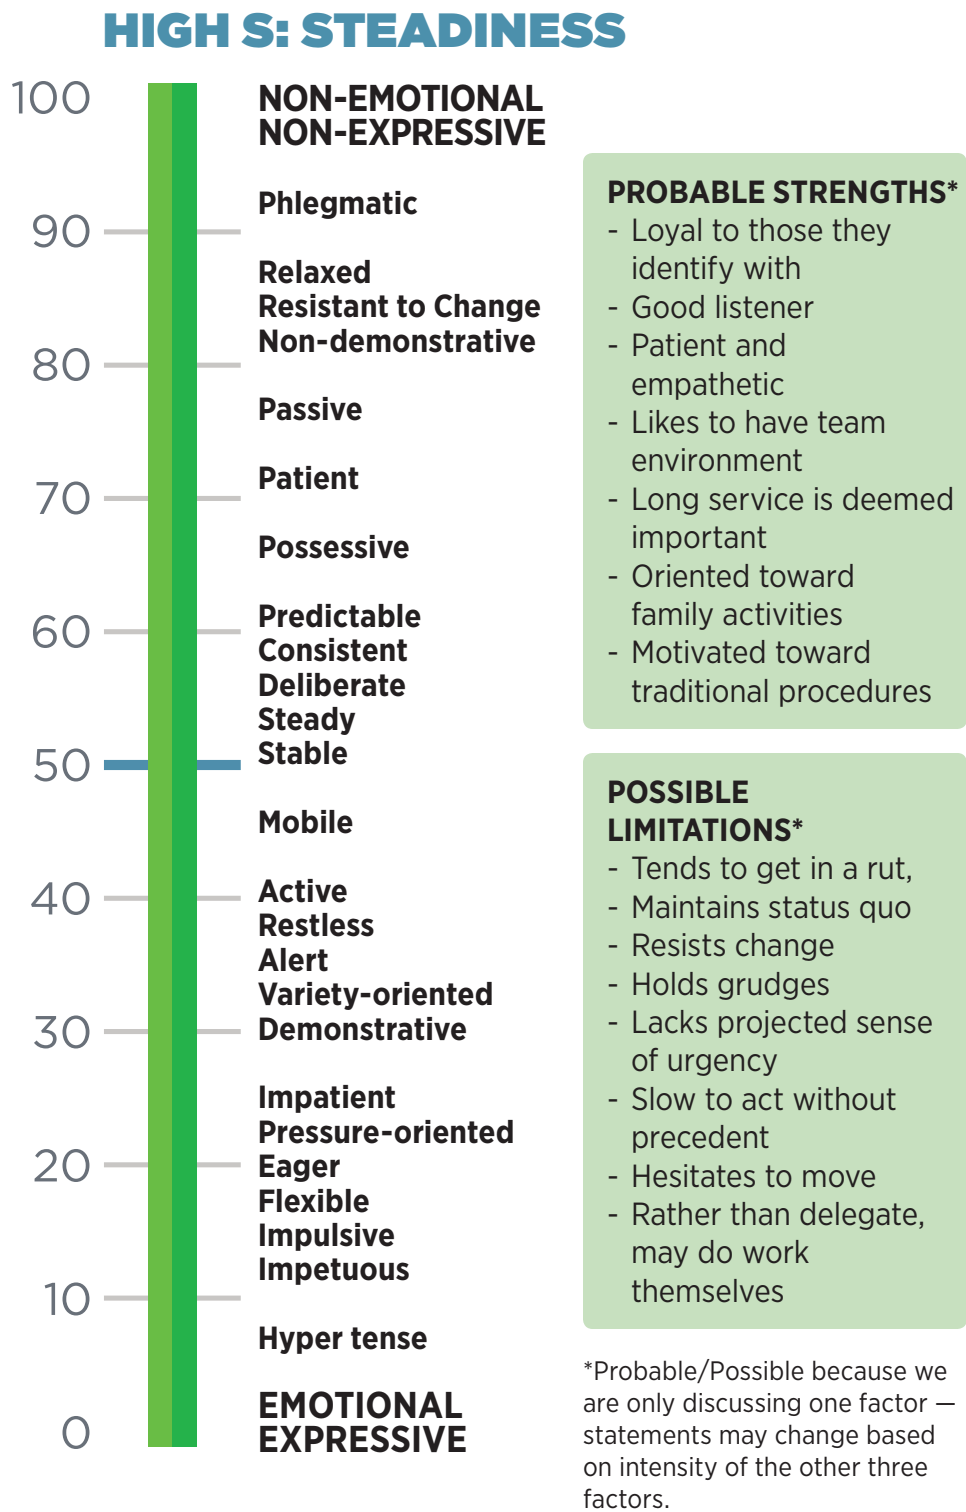 HIGH S: STEADINESS
100
90
80
70
60
50
40
30
20
10
0
NON-EMOTIONAL
NON-EXPRESSIVE
Phlegmatic
Relaxed
Resistant to Change
Non-demonstrative
Passive
Patient
Possessive
Predictable
Consistent
Deliberate
Steady
Stable
Mobile
Active
Restless
Alert
Variety-oriented
Demonstrative
Impatient
Pressure-oriented
Eager
Flexible
Impulsive
Impetuous
Hyper tense
EMOTIONAL
EXPRESSIVE
PROBABLE STRENGTHS*
- Loyal to those they
identify with
- Good listener
- Patient and
empathetic
- Likes to have team
environment
- Long service is deemed
important
- Oriented toward
family activities
- Motivated toward
traditional procedures
POSSIBLE
LIMITATIONS*
- Tends to get in a rut,
- Maintains status quo
- Resists change
- Holds grudges
- Lacks projected sense
of urgency
- Slow to act without
precedent
- Hesitates to move
- Rather than delegate,
may do work
themselves
*Probable/Possible because we
are only discussing one factor —
statements may change based
on intensity of the other three
factors.